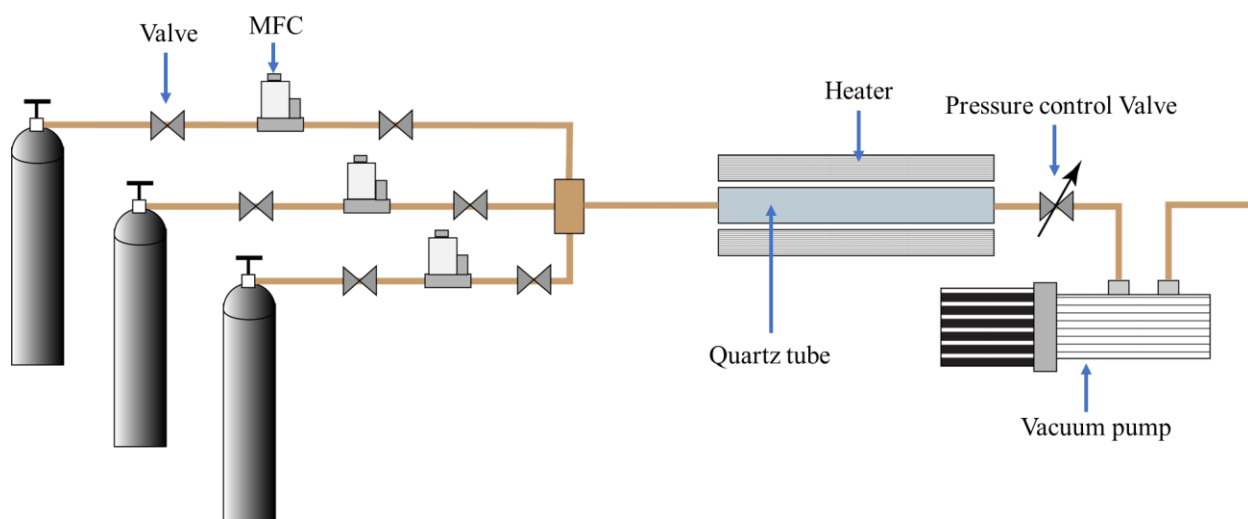 MFC
Valve
Heater
Pressure control Valve
Quartz tube
Vacuum pump